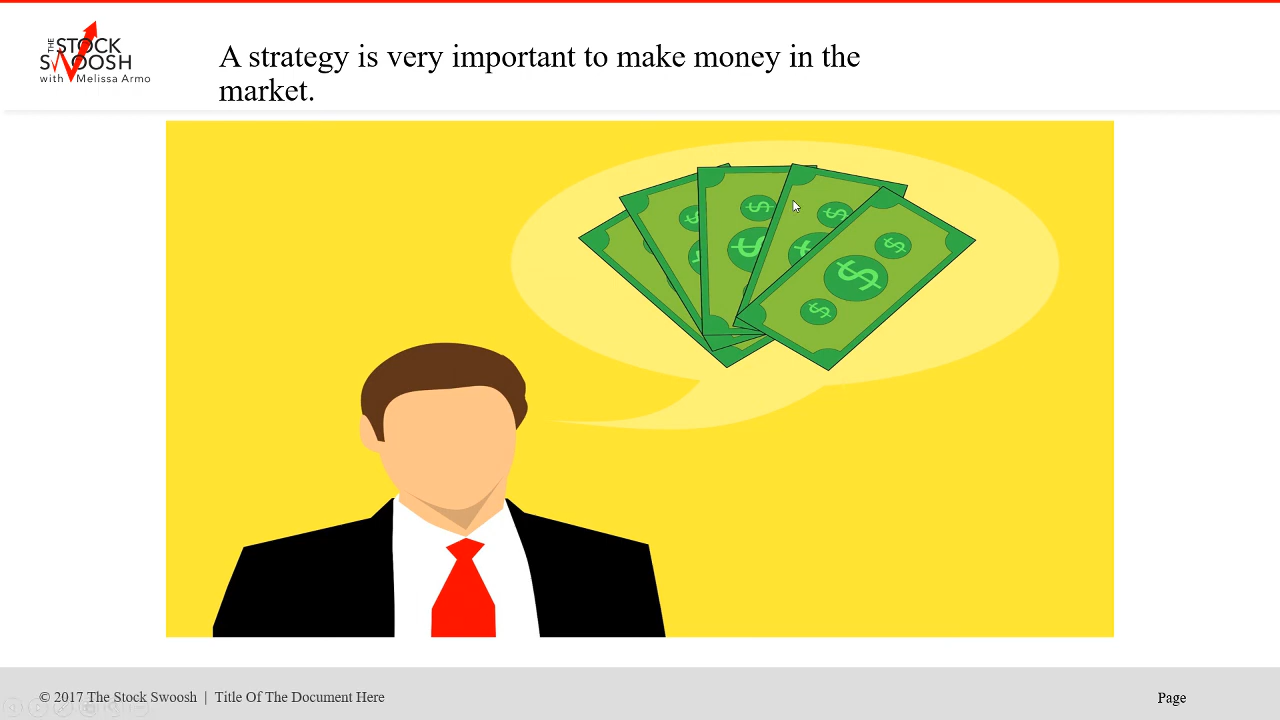 THE STOCK
SWOOSH
with Melissa Armo
A strategy is very important to make money in the
market.
$ $ $ $ $ $ $ $ $
© 2017 The Stock Swoosh | Title Of The Document Here
Page